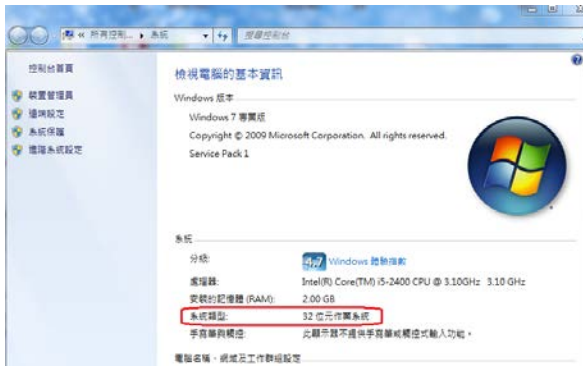 « 所有控制... ▸ 系統
搜尋控制台
控制台首頁
裝置管理員
遠端設定
系統保護
進階系統設定
檢視電腦的基本資訊
Windows 版本
Windows 7 專業版
Copyright © 2009 Microsoft Corporation. All rights reserved.
Service Pack 1
系統
分級:
4.7 Windows 體驗指數
處理器:
Intel(R) Core(TM) i5-2400 CPU @ 3.10GHz 3.10 GHz
安裝的記憶體 (RAM):
2.00 GB
系統類型:
32 位元作業系統
手寫筆與觸控:
此顯示器不提供手寫筆或觸控式輸入功能。
電腦名稱、網域及工作群組設定